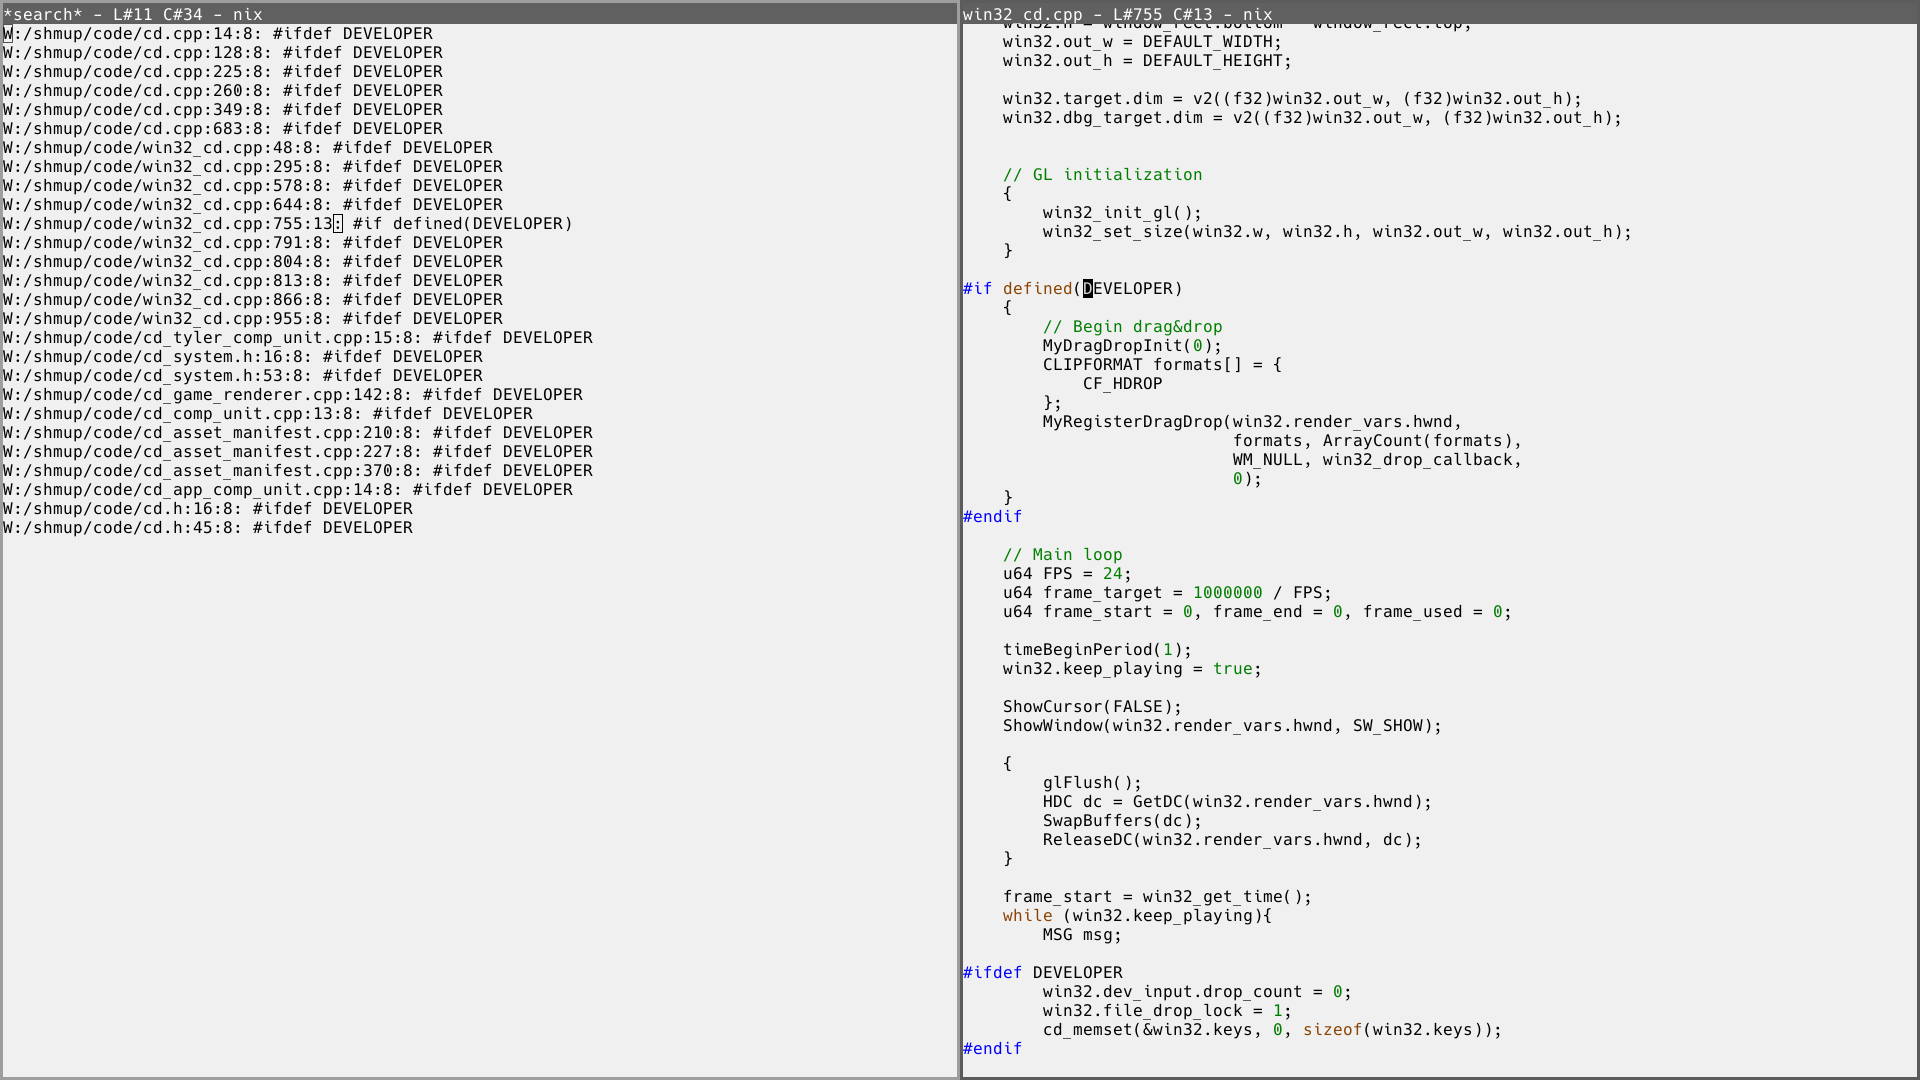 *search* - L#11 C#34 - nix
W:/shmup/code/cd.cpp:14:8: #ifdef DEVELOPER
W:/shmup/code/cd.cpp:128:8: #ifdef DEVELOPER
W:/shmup/code/cd.cpp:225:8: #ifdef DEVELOPER
W:/shmup/code/cd.cpp:260:8: #ifdef DEVELOPER
W:/shmup/code/cd.cpp:349:8: #ifdef DEVELOPER
W:/shmup/code/cd.cpp:683:8: #ifdef DEVELOPER
W:/shmup/code/win32_cd.cpp:48:8: #ifdef DEVELOPER
W:/shmup/code/win32_cd.cpp:295:8: #ifdef DEVELOPER
W:/shmup/code/win32_cd.cpp:578:8: #ifdef DEVELOPER
W:/shmup/code/win32_cd.cpp:644:8: #ifdef DEVELOPER
W:/shmup/code/win32_cd.cpp:755:13: #if defined(DEVELOPER)
W:/shmup/code/win32_cd.cpp:791:8: #ifdef DEVELOPER
W:/shmup/code/win32_cd.cpp:804:8: #ifdef DEVELOPER
W:/shmup/code/win32_cd.cpp:813:8: #ifdef DEVELOPER
W:/shmup/code/win32_cd.cpp:866:8: #ifdef DEVELOPER
W:/shmup/code/win32_cd.cpp:955:8: #ifdef DEVELOPER
W:/shmup/code/cd_tyler_comp_unit.cpp:15:8: #ifdef DEVELOPER
W:/shmup/code/cd_system.h:16:8: #ifdef DEVELOPER
W:/shmup/code/cd_system.h:53:8: #ifdef DEVELOPER
W:/shmup/code/cd_game_renderer.cpp:142:8: #ifdef DEVELOPER
W:/shmup/code/cd_comp_unit.cpp:13:8: #ifdef DEVELOPER
W:/shmup/code/cd_asset_manifest.cpp:210:8: #ifdef DEVELOPER
W:/shmup/code/cd_asset_manifest.cpp:227:8: #ifdef DEVELOPER
W:/shmup/code/cd_asset_manifest.cpp:370:8: #ifdef DEVELOPER
W:/shmup/code/cd_app_comp_unit.cpp:14:8: #ifdef DEVELOPER
W:/shmup/code/cd.h:16:8: #ifdef DEVELOPER
W:/shmup/code/cd.h:45:8: #ifdef DEVELOPER
win32_cd.cpp - L#755 C#13 - nix
win32.h = window_rect.bottom - window_rect.top;
win32.out_w = DEFAULT_WIDTH;
win32.out_h = DEFAULT_HEIGHT;
win32.target.dim = v2((f32)win32.out_w, (f32)win32.out_h);
win32.dbg_target.dim = v2((f32)win32.out_w, (f32)win32.out_h);
// GL initialization
{
win32_init_gl();
win32_set_size(win32.w, win32.h, win32.out_w, win32.out_h);
}
#if defined(DEVELOPER)
{
// Begin drag&drop
MyDragDropInit(0);
CLIPFORMAT formats[] = {
CF_HDROP
};
MyRegisterDragDrop(win32.render_vars.hwnd,
formats, ArrayCount(formats),
WM_NULL, win32_drop_callback,
0);
}
#endif
// Main loop
u64 FPS = 24;
u64 frame_target = 1000000 / FPS;
u64 frame_start = 0, frame_end = 0, frame_used = 0;
timeBeginPeriod(1);
win32.keep_playing = true;
ShowCursor(FALSE);
ShowWindow(win32.render_vars.hwnd, SW_SHOW);
{
glFlush();
HDC dc = GetDC(win32.render_vars.hwnd);
SwapBuffers(dc);
ReleaseDC(win32.render_vars.hwnd, dc);
}
frame_start = win32_get_time();
while (win32.keep_playing){
MSG msg;
#ifdef DEVELOPER
win32.dev_input.drop_count = 0;
win32.file_drop_lock = 1;
cd_memset(&win32.keys, 0, sizeof(win32.keys));
#endif